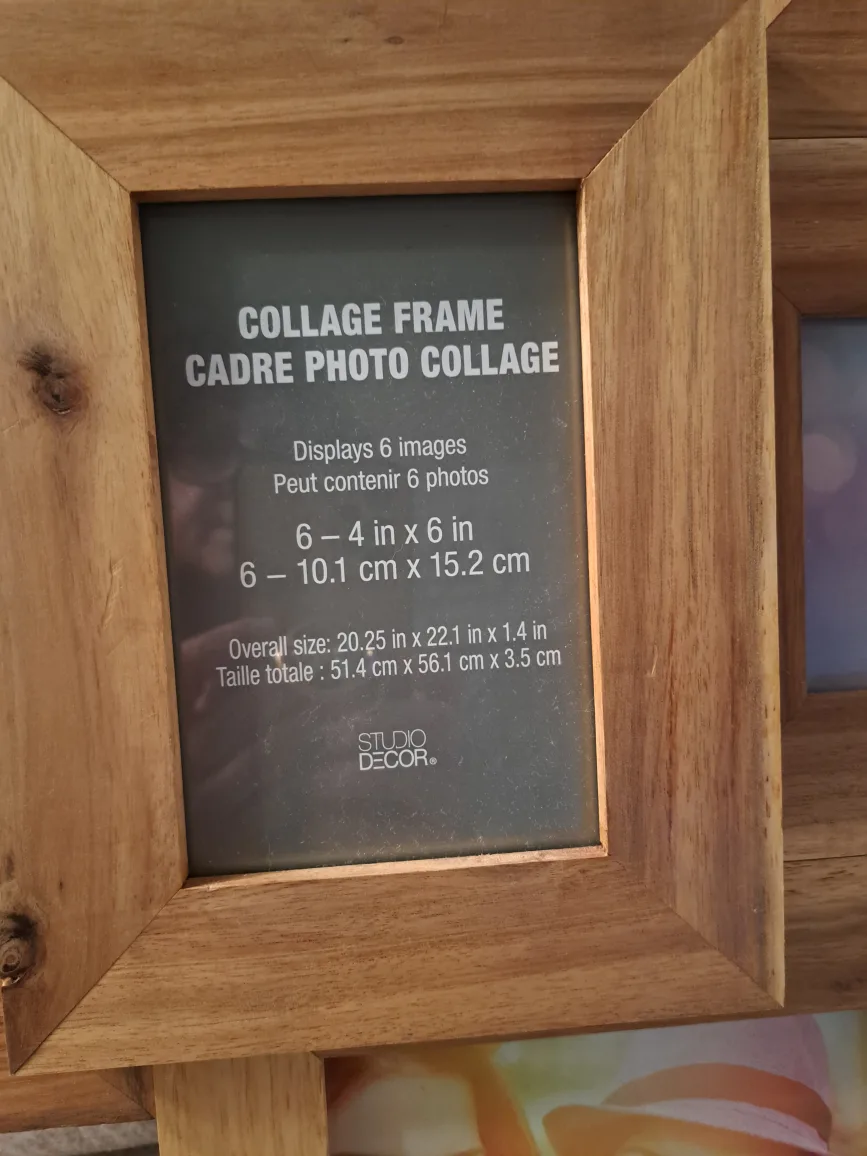 COLLAGE FRAME
CADRE PHOTO COLLAGE
Displays 6 images
Peut contenir 6 photos
6 – 4 in x 6 in
6 – 10.1 cm x 15.2 cm
Overall size: 20.25 in x 22.1 in x 1.4 in
Taille totale : 51.4 cm x 56.1 cm x 3.5 cm
STUDIO
DECOR®